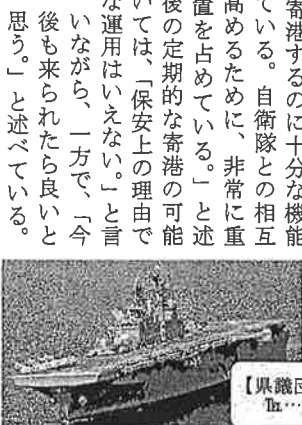 寄港するのに十分な機能
ている。自衛隊との相互
高めるために、非常に重
置を占めている。」と述
後の定期的な寄港の可能
いては、「保安上の理由で
な運用はいえない。」と言
いながら、一方で、「今
後も来られたら良いと
思う。」と述べている。
【県議団
℡…